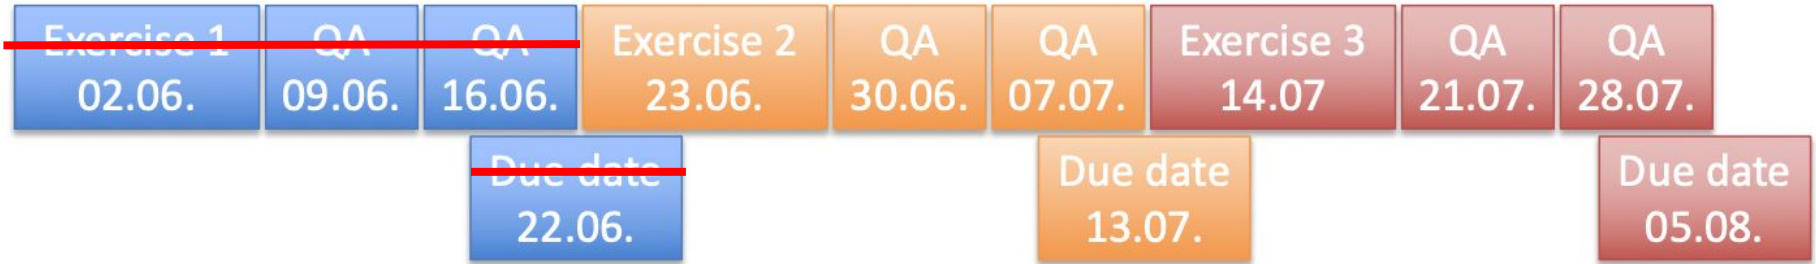 Exercise 1
02.06.
QA
09.06.
QA
16.06.
Exercise 2
23.06.
QA
30.06.
QA
07.07.
Exercise 3
14.07
QA
21.07.
QA
28.07.
Due date
22.06.
Due date
13.07.
Due date
05.08.